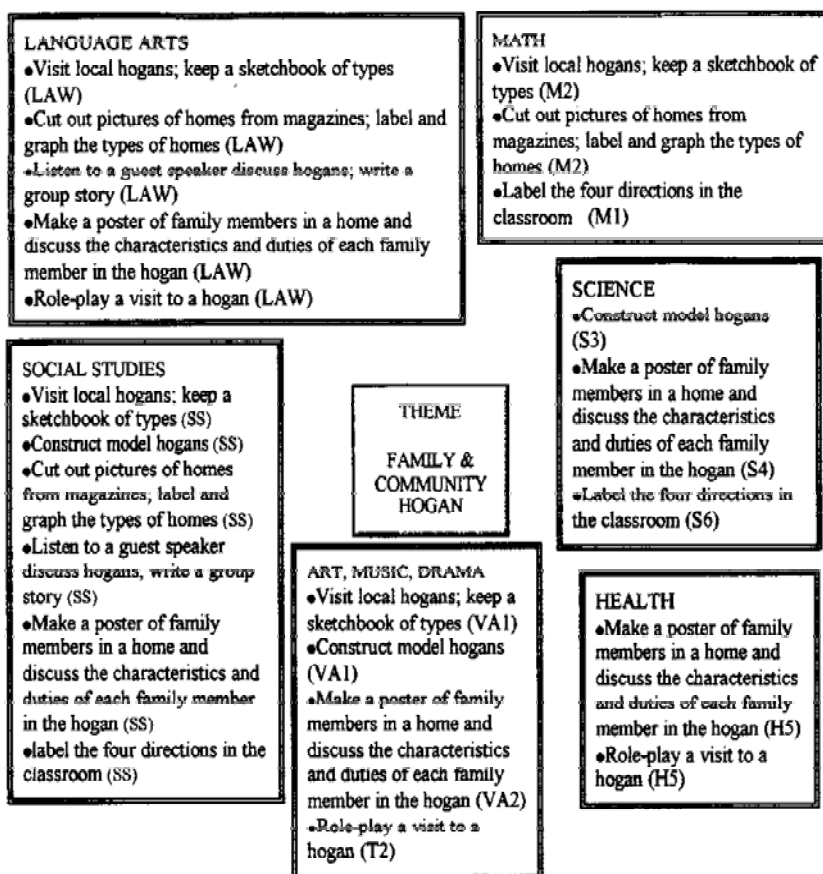 LANGUAGE ARTS
•Visit local hogans; keep a sketchbook of types
(LAW)
•Cut out pictures of homes from magazines; label and
graph the types of homes (LAW)
•Listen to a guest speaker discuss hogans; write a
group story (LAW)
•Make a poster of family members in a home and
discuss the characteristics and duties of each family
member in the hogan (LAW)
•Role-play a visit to a hogan (LAW)
MATH
•Visit local hogans; keep a sketchbook of
types (M2)
•Cut out pictures of homes from
magazines; label and graph the types of
homes (M2)
•Label the four directions in the
classroom (M1)
SCIENCE
•Construct model hogans
(S3)
•Make a poster of family
members in a home and
discuss the characteristics
and duties of each family
member in the hogan (S4)
•Label the four directions in
the classroom (S6)
SOCIAL STUDIES
•Visit local hogans; keep a
sketchbook of types (SS)
•Construct model hogans (SS)
•Cut out pictures of homes
from magazines; label and
graph the types of homes (SS)
•Listen to a guest speaker
discuss hogans; write a group
story (SS)
•Make a poster of family
members in a home and
discuss the characteristics and
duties of each family member
in the hogan (SS)
•label the four directions in the
classroom (SS)
THEME
FAMILY &
COMMUNITY
HOGAN
ART, MUSIC, DRAMA
•Visit local hogans; keep a
sketchbook of types (VA1)
•Construct model hogans
(VA1)
•Make a poster of family
members in a home and
discuss the characteristics
and duties of each family
member in the hogan (VA2)
•Role-play a visit to a
hogan (T2)
HEALTH
•Make a poster of family
members in a home and
discuss the characteristics
and duties of each family
member in the hogan (H5)
•Role-play a visit to a
hogan (H5)